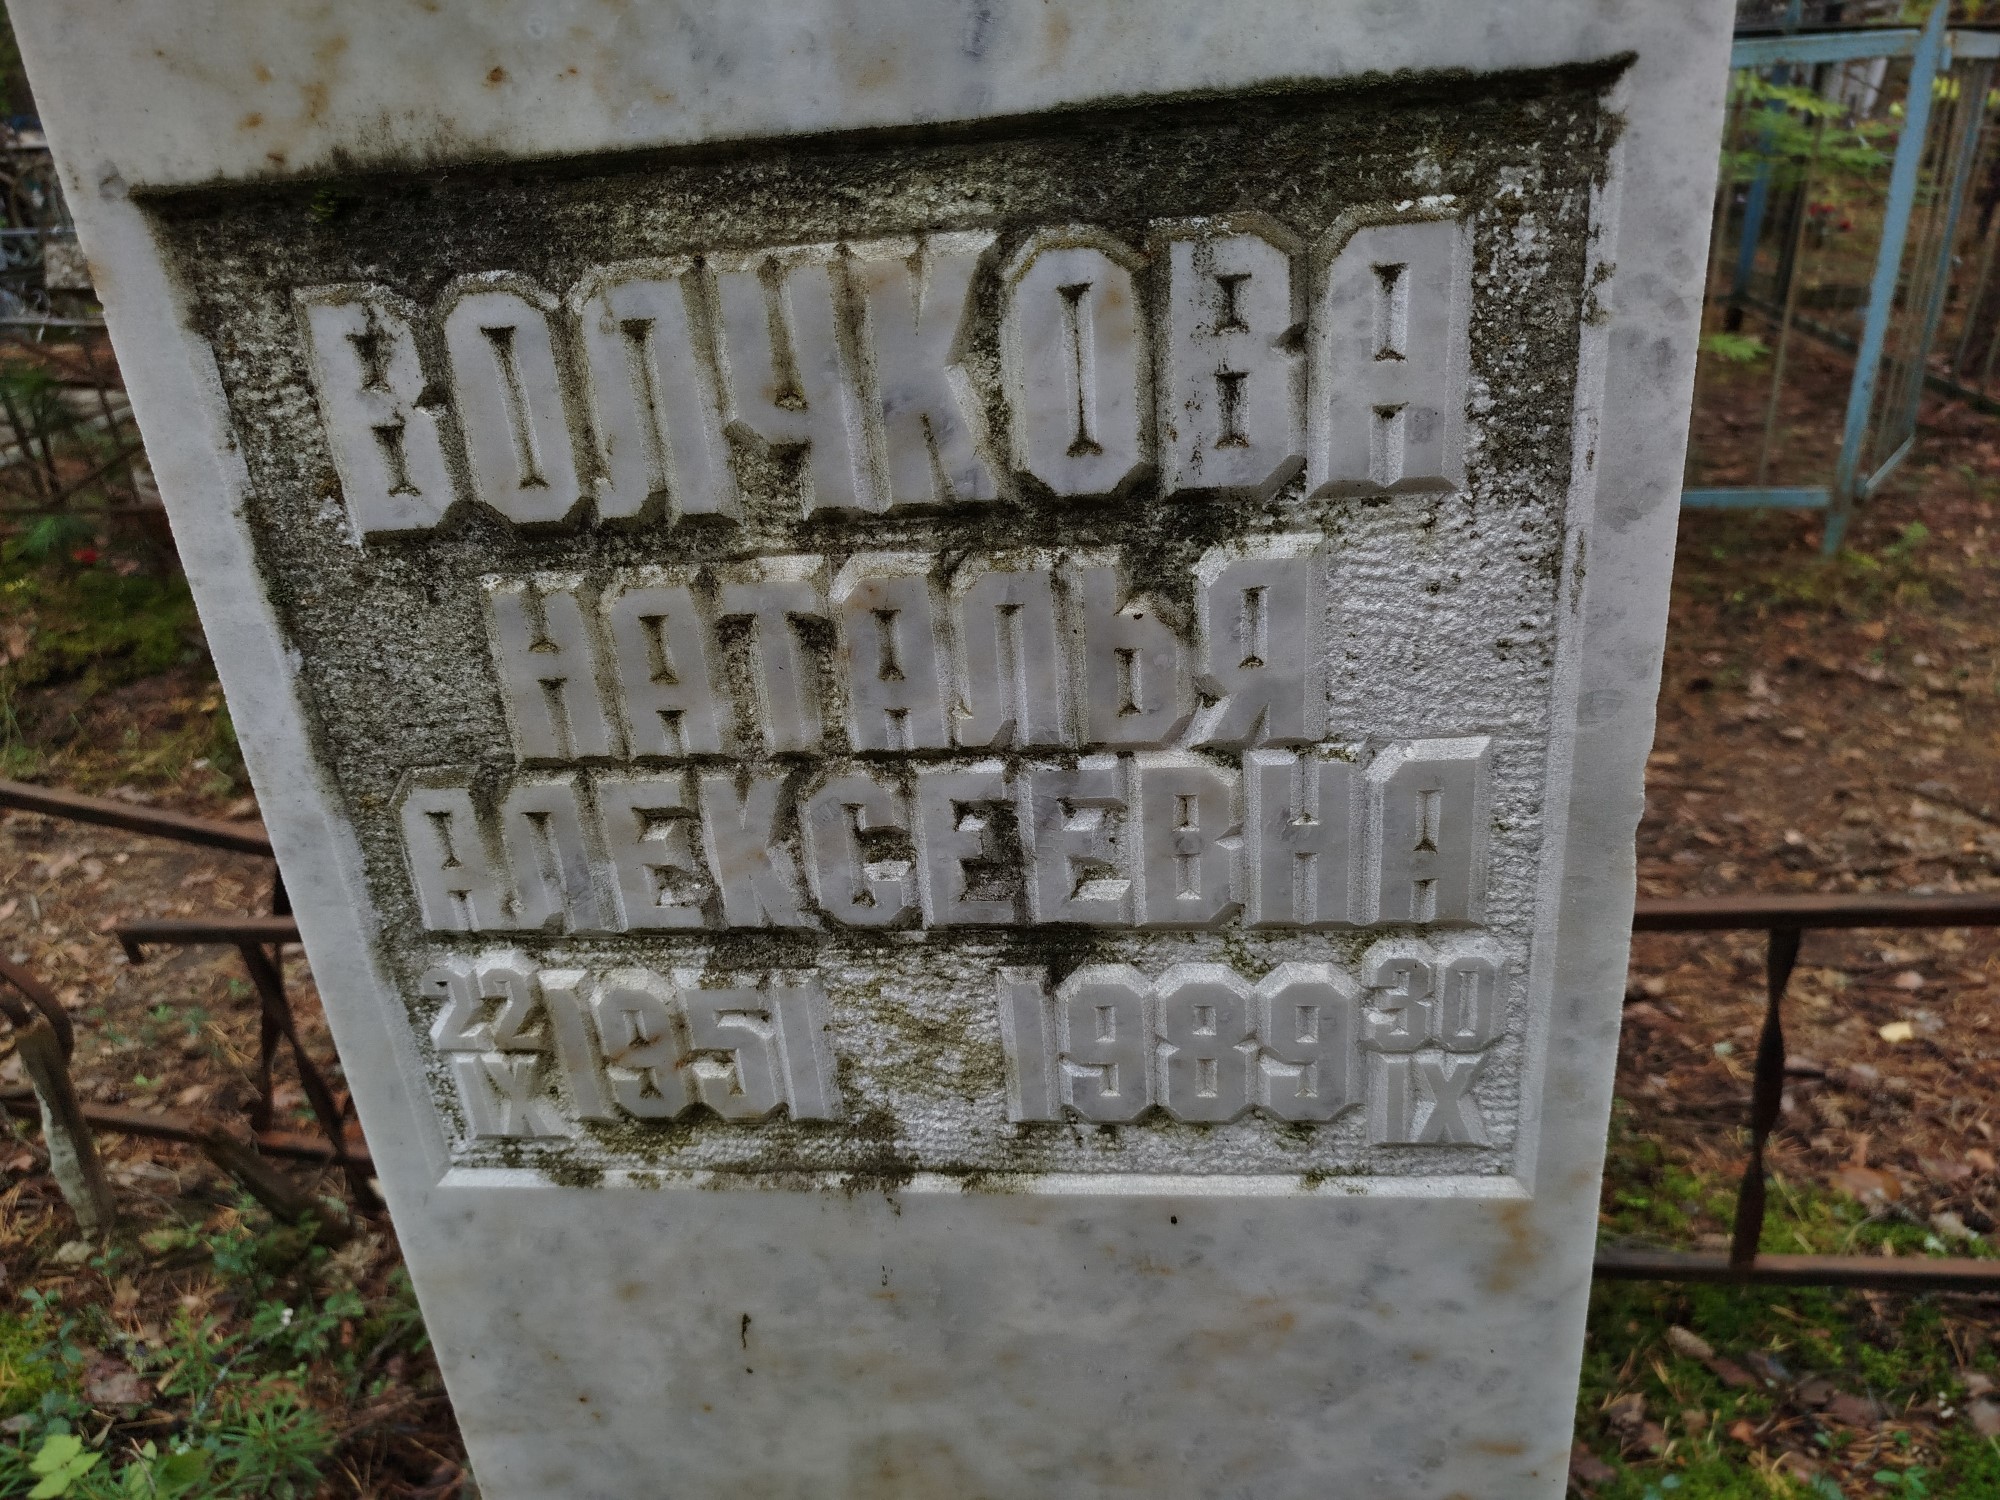 ВОЛЧКОВА
НАТАЛЬЯ
АЛЕКСЕЕВНА
22 IX 1951 1989 30 IX